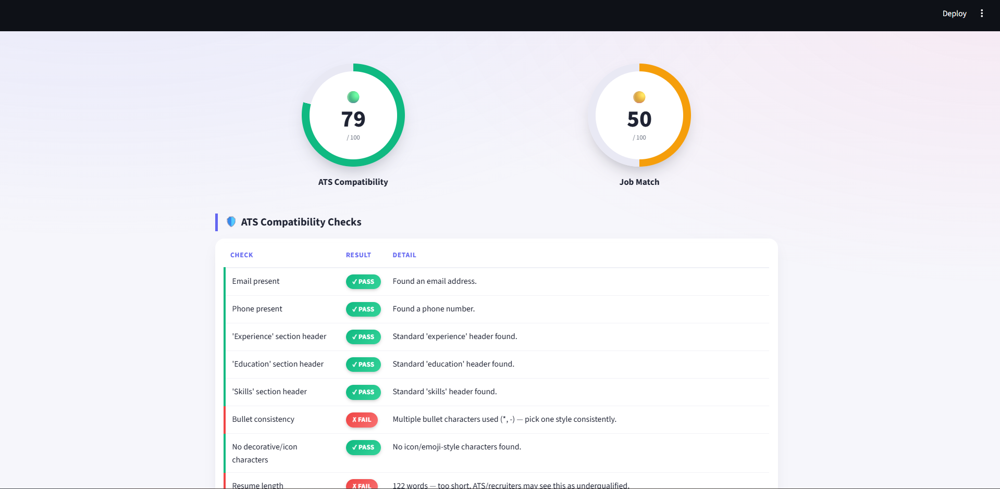 Deploy
79
/ 100
ATS Compatibility
50
/ 100
Job Match
ATS Compatibility Checks
CHECK RESULT DETAIL
Email present ✓ PASS Found an email address.
Phone present ✓ PASS Found a phone number.
'Experience' section header ✓ PASS Standard 'experience' header found.
'Education' section header ✓ PASS Standard 'education' header found.
'Skills' section header ✓ PASS Standard 'skills' header found.
Bullet consistency ✗ FAIL Multiple bullet characters used (*, -) — pick one style consistently.
No decorative/icon ✓ PASS No icon/emoji-style characters found.
characters
Resume length ✗ FAIL 122 words — too short, ATS/recruiters may see this as underqualified.